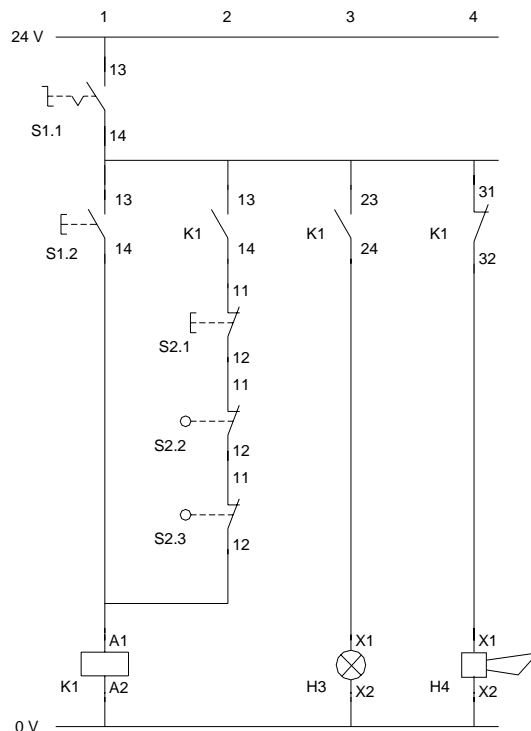 1 2 3 4
24 V
13
S1.1
14
13 13 23 31
S1.2 K1 K1 K1
14 14 24 32
11
S2.1
12
11
S2.2
12
11
S2.3
12
A1 X1 X1
K1 H3 H4
A2 X2 X2
0 V